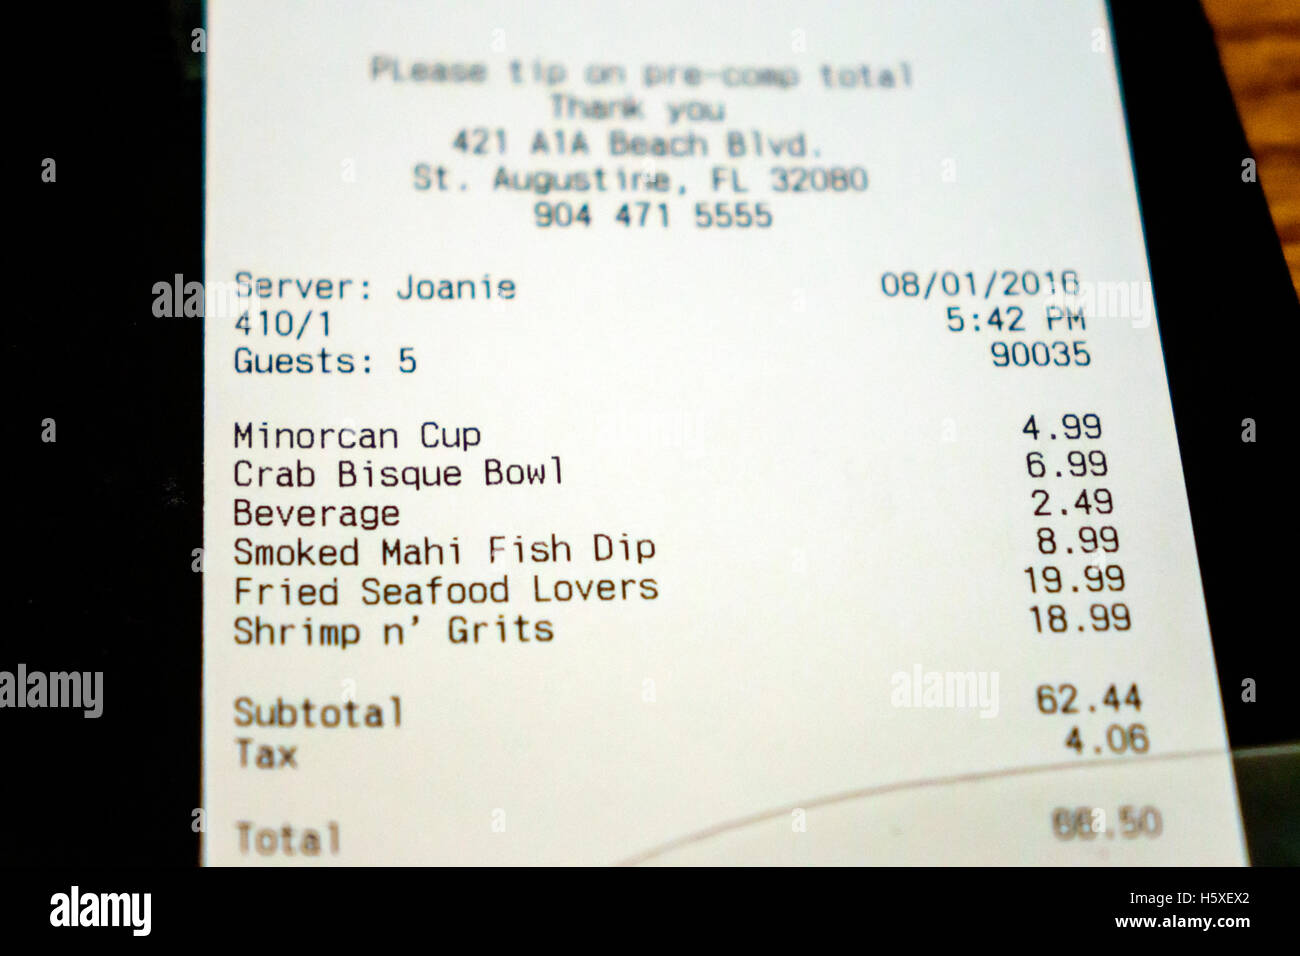 PLease tip on pre-comp total
Thank you
421 A1A Beach Blvd.
St. Augustine, FL 32080
904 471 5555
Server: Joanie 08/01/2016
410/1 5:42 PM
Guests: 5 90035
Minorcan Cup 4.99
Crab Bisque Bowl 6.99
Beverage 2.49
Smoked Mahi Fish Dip 8.99
Fried Seafood Lovers 19.99
Shrimp n' Grits 18.99
Subtotal 62.44
Tax 4.06
Total 66.50
a alamy a
alamy
alamy
Image ID: H5XEX2
www.alamy.com